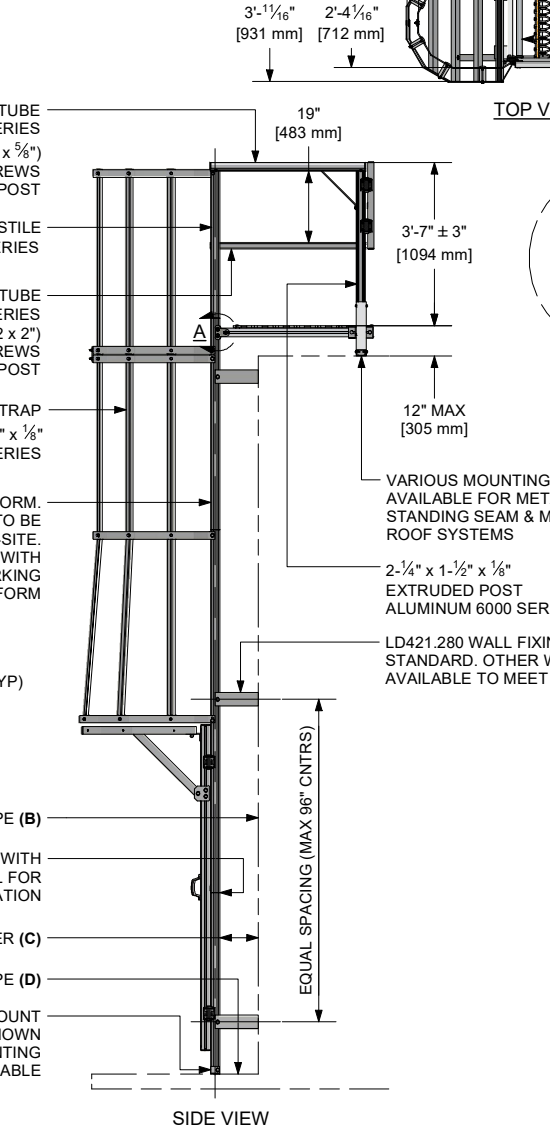 3'-11/16" 2'-4 1/16"
[931 mm] [712 mm]
TOP V
TUBE
ERIES
x 5/8")
REWS
POST
STILE
ERIES
TUBE
ERIES
2 x 2")
REWS
POST
TRAP
" x 1/8"
ERIES
ORM.
TO BE
-SITE.
WITH
RKING
FORM
YP)
PE (B)
WITH
L FOR
ATION
ER (C)
PE (D)
OUNT
HOWN
NTING
ABLE
19"
[483 mm]
3'-7" ± 3"
[1094 mm]
A
12" MAX
[305 mm]
VARIOUS MOUNTING
AVAILABLE FOR MET
STANDING SEAM & M
ROOF SYSTEMS
2-1/4" x 1-1/2" x 1/8"
EXTRUDED POST
ALUMINUM 6000 SER
LD421.280 WALL FIXIN
STANDARD. OTHER W
AVAILABLE TO MEET
EQUAL SPACING (MAX 96" CNTRS)
SIDE VIEW